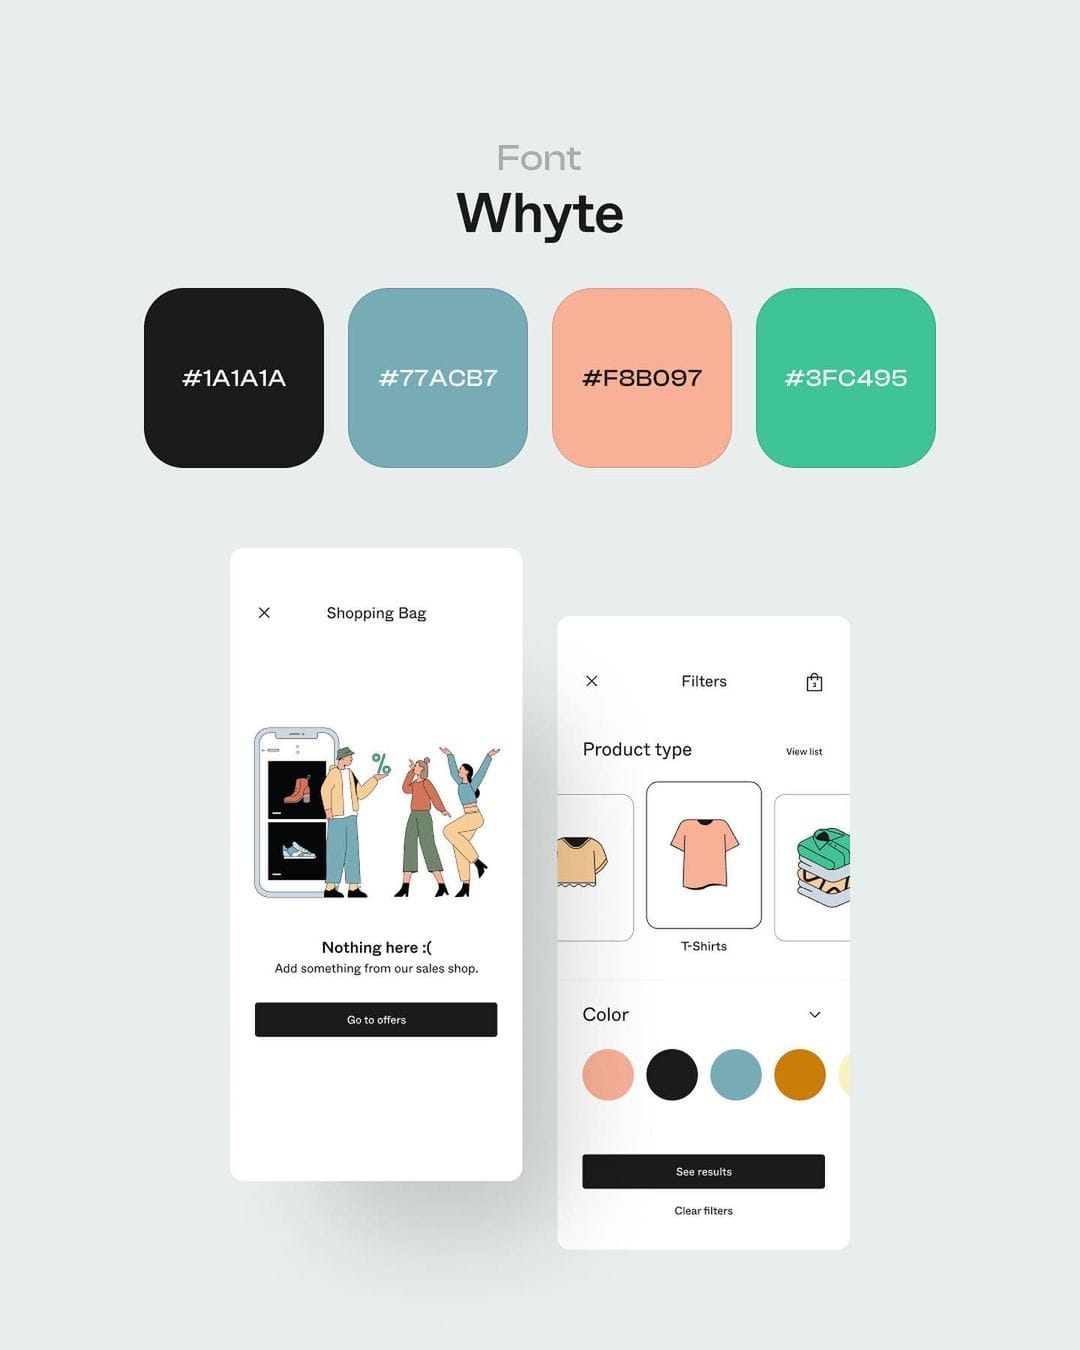 Font
Whyte
#1A1A1A
#77ACB7
#F8B097
#3FC495
Shopping Bag
%
Nothing here :(
Add something from our sales shop.
Go to offers
Filters
3
Product type
View list
T-Shirts
Color
See results
Clear filters